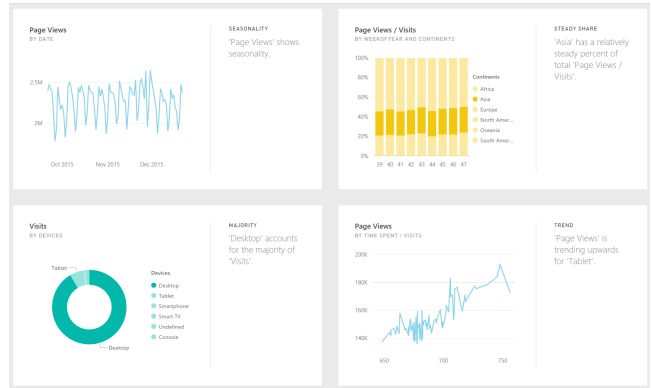 Page Views
BY DATE
2.5M
2M
Oct 2015 Nov 2015 Dec 2015
SEASONALITY
'Page Views' shows
seasonality.
Page Views / Visits
BY WEEKOFYEAR AND CONTINENTS
100%
80%
60%
40%
20%
0%
39 40 41 42 43 44 45 46 47
Continents
Africa
Asia
Europe
North Amer...
Oceania
South Amer...
STEADY SHARE
'Asia' has a relatively
steady percent of
total 'Page Views /
Visits'.
Visits
BY DEVICES
Tablet
Desktop
Devices
Desktop
Tablet
Smartphone
Smart TV
Undefined
Console
MAJORITY
'Desktop' accounts
for the majority of
'Visits'.
Page Views
BY TIME SPENT / VISITS
200K
180K
160K
140K
650 700 750
TREND
'Page Views' is
trending upwards
for 'Tablet'.